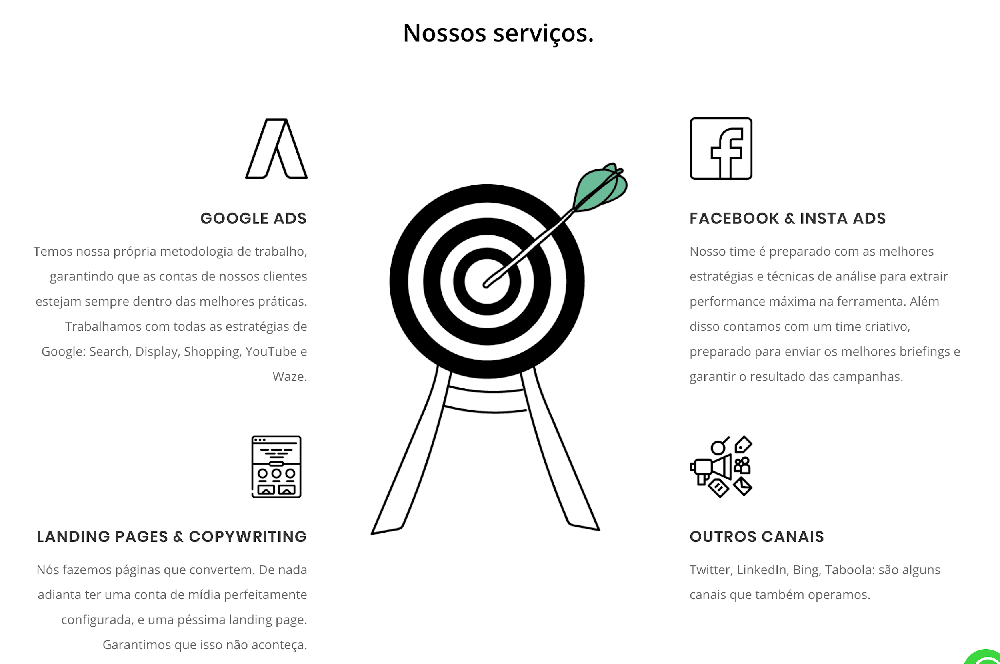 Nossos serviços.
GOOGLE ADS
Temos nossa própria metodologia de trabalho,
garantindo que as contas de nossos clientes
estejam sempre dentro das melhores práticas.
Trabalhamos com todas as estratégias de
Google: Search, Display, Shopping, YouTube e
Waze.
FACEBOOK & INSTA ADS
Nosso time é preparado com as melhores
estratégias e técnicas de análise para extrair
performance máxima na ferramenta. Além
disso contamos com um time criativo,
preparado para enviar os melhores briefings e
garantir o resultado das campanhas.
LANDING PAGES & COPYWRITING
Nós fazemos páginas que convertem. De nada
adianta ter uma conta de mídia perfeitamente
configurada, e uma péssima landing page.
Garantimos que isso não aconteça.
OUTROS CANAIS
Twitter, LinkedIn, Bing, Taboola: são alguns
canais que também operamos.